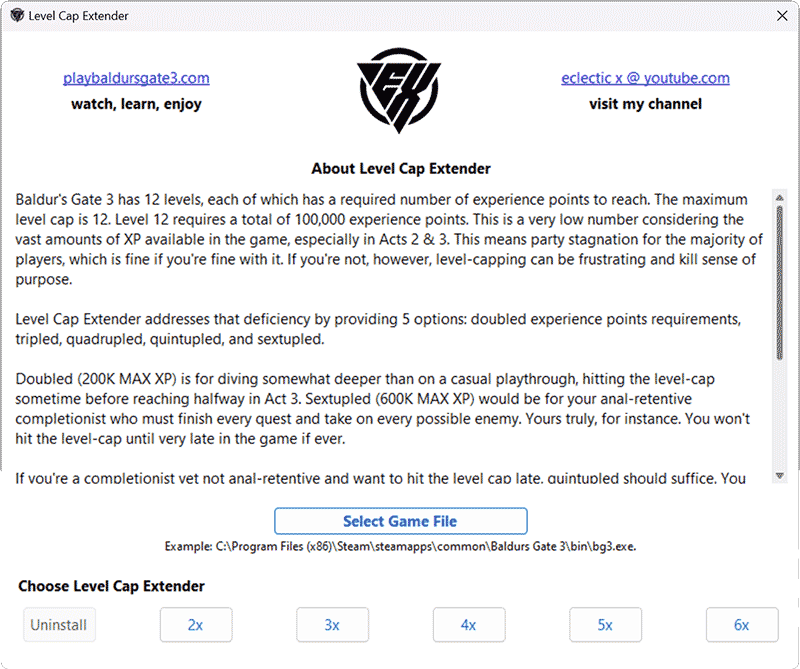 Level Cap Extender
playbaldursgate3.com
watch, learn, enjoy
EX
eclectic x @ youtube.com
visit my channel
About Level Cap Extender
Baldur's Gate 3 has 12 levels, each of which has a required number of experience points to reach. The maximum
level cap is 12. Level 12 requires a total of 100,000 experience points. This is a very low number considering the
vast amounts of XP available in the game, especially in Acts 2 & 3. This means party stagnation for the majority of
players, which is fine if you're fine with it. If you're not, however, level-capping can be frustrating and kill sense of
purpose.
Level Cap Extender addresses that deficiency by providing 5 options: doubled experience points requirements,
tripled, quadrupled, quintupled, and sextupled.
Doubled (200K MAX XP) is for diving somewhat deeper than on a casual playthrough, hitting the level-cap
sometime before reaching halfway in Act 3. Sextupled (600K MAX XP) would be for your anal-retentive
completionist who must finish every quest and take on every possible enemy. Yours truly, for instance. You won't
hit the level-cap until very late in the game if ever.
If you're a completionist yet not anal-retentive and want to hit the level cap late, quintupled should suffice. You
Select Game File
Example: C:\Program Files (x86)\Steam\steamapps\common\Baldurs Gate 3\bin\bg3.exe.
Choose Level Cap Extender
Uninstall
2x
3x
4x
5x
6x